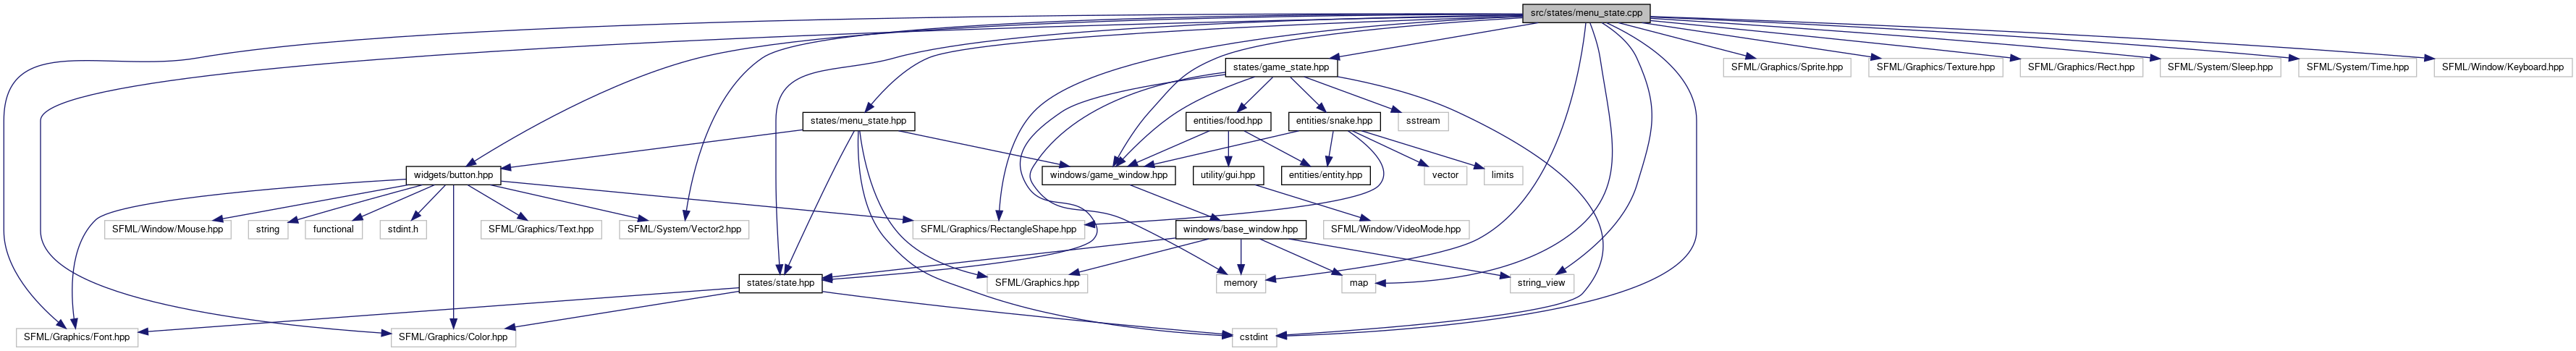 src/states/menu_state.cpp
states/game_state.hpp
SFML/Graphics/Sprite.hpp
SFML/Graphics/Texture.hpp
SFML/Graphics/Rect.hpp
SFML/System/Sleep.hpp
SFML/System/Time.hpp
SFML/Window/Keyboard.hpp
states/menu_state.hpp
entities/food.hpp
entities/snake.hpp
sstream
widgets/button.hpp
windows/game_window.hpp
utility/gui.hpp
entities/entity.hpp
vector
limits
SFML/Window/Mouse.hpp
string
functional
stdint.h
SFML/Graphics/Text.hpp
SFML/System/Vector2.hpp
SFML/Graphics/RectangleShape.hpp
windows/base_window.hpp
SFML/Window/VideoMode.hpp
states/state.hpp
SFML/Graphics.hpp
memory
map
string_view
SFML/Graphics/Font.hpp
SFML/Graphics/Color.hpp
cstdint